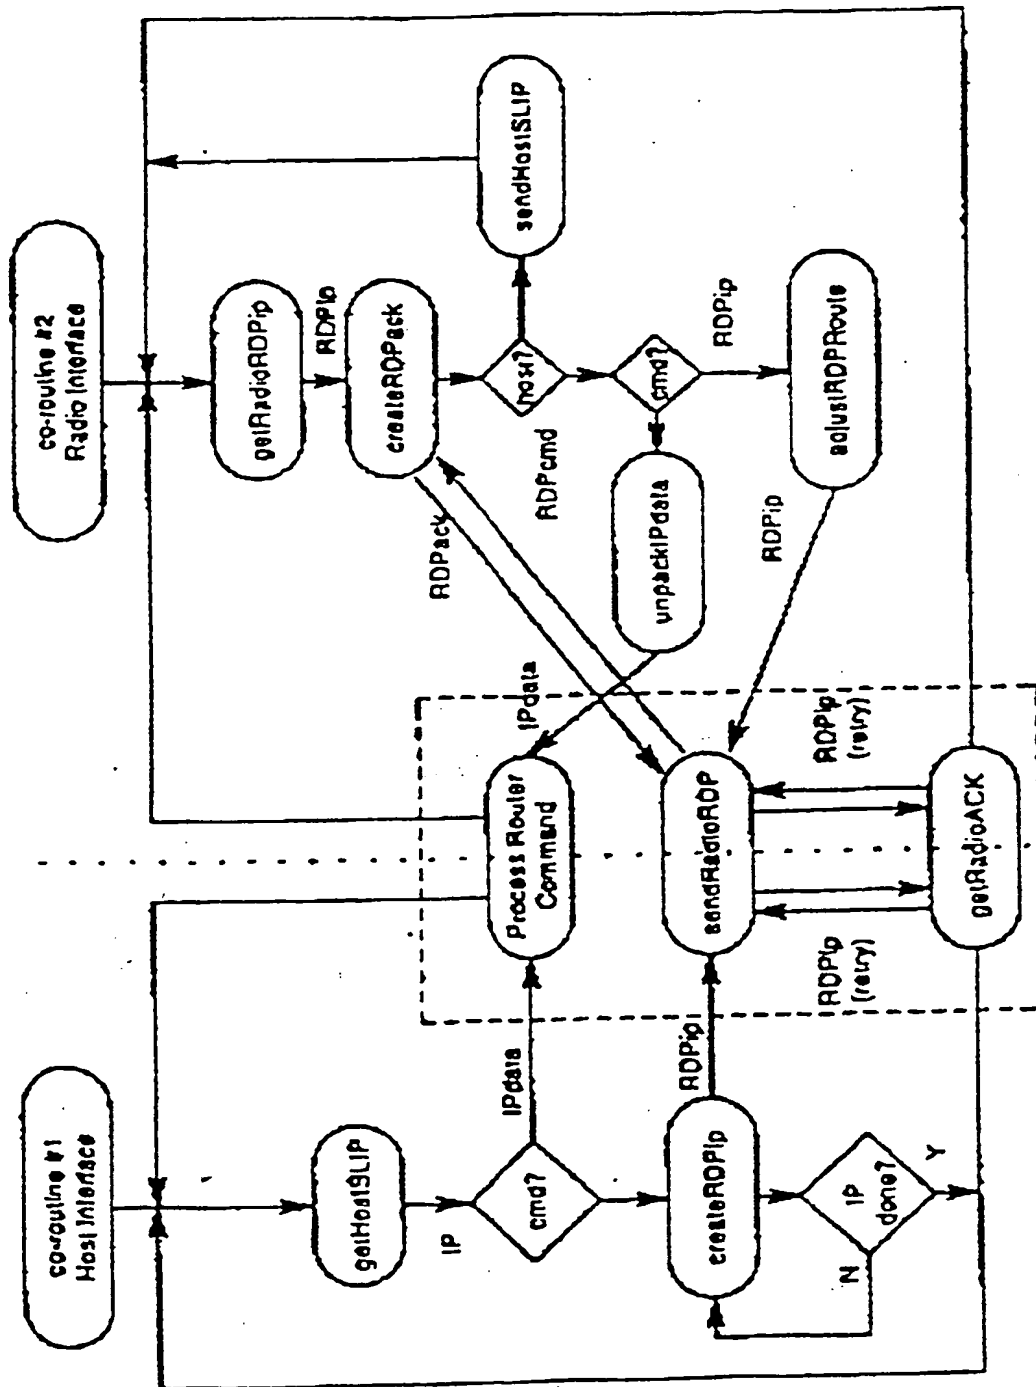 co-routine #1
Host Interface
getHostSLIP
IP
cmd?
IPdata
createRDPip
RDPip
IP
done?
N
Y
Process Router
Command
sendRadioRDP
RDPip
(retry)
RDPip
(retry)
getRadioACK
co-routine #2
Radio Interface
getRadioRDPip
RDPip
createRDPack
RDPack
host?
sendHostSLIP
RDPcmd
cmd?
RDPip
unpackIPdata
IPdata
adjustRDPRoute
RDPip